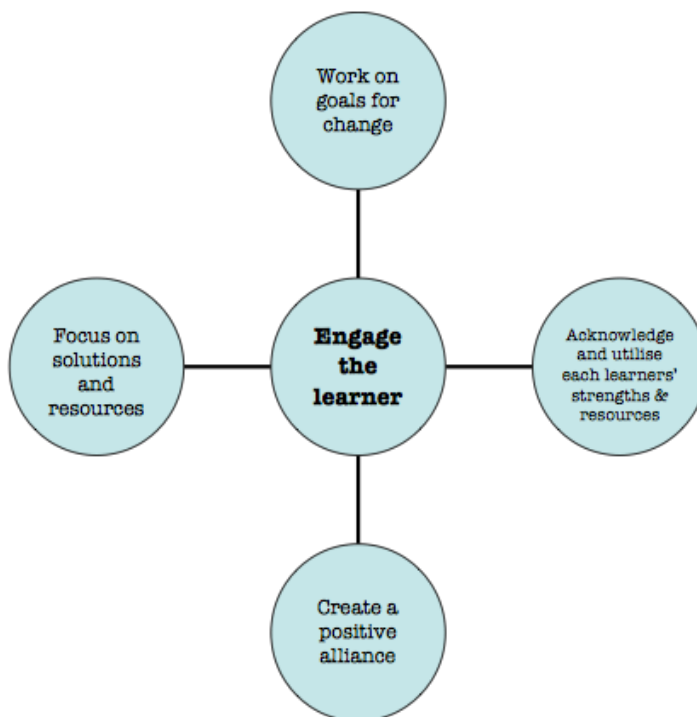 Work on
goals for
change
Focus on
solutions
and
resources
Engage
the
learner
Acknowledge
and utilise
each learners'
strengths &
resources
Create a
positive
alliance